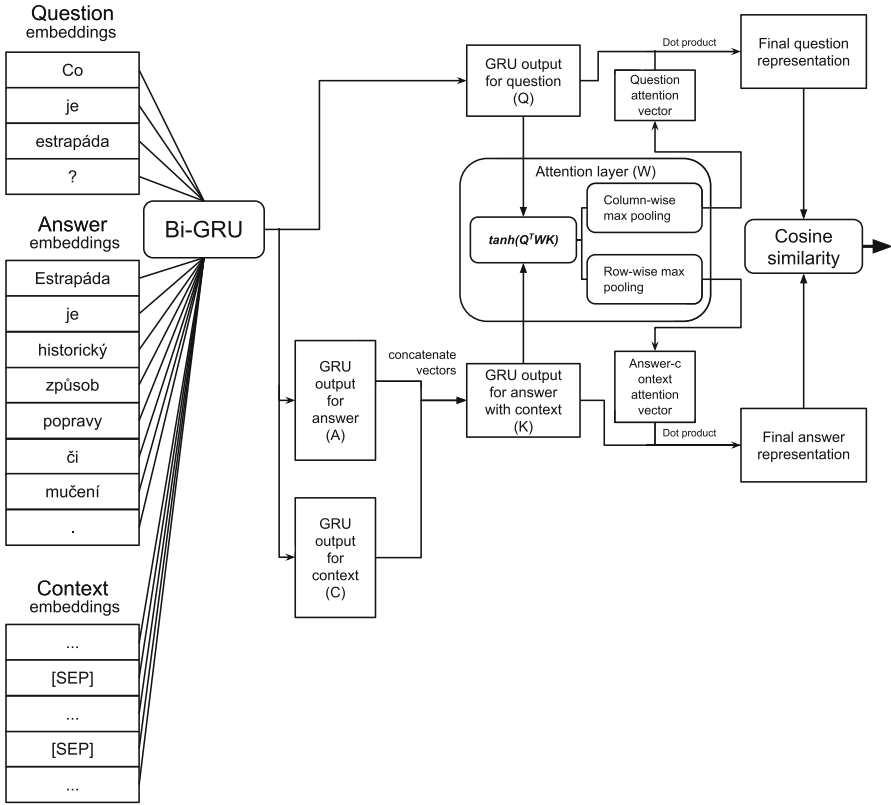 Question
embeddings
Co
je
estrapáda
?
Answer
embeddings
Estrapáda
je
historický
způsob
popravy
či
mučení
.
Context
embeddings
...
[SEP]
...
[SEP]
...
Bi-GRU
GRU
output
for
answer
(A)
GRU
output
for
context
(C)
concatenate
vectors
GRU output
for question
(Q)
Attention layer (W)
tanh(QᵀWK)
Column-wise
max pooling
Row-wise max
pooling
GRU output
for answer
with context
(K)
Question
attention
vector
Dot product
Answer-c
ontext
attention
vector
Dot product
Final question
representation
Cosine
similarity
Final answer
representation